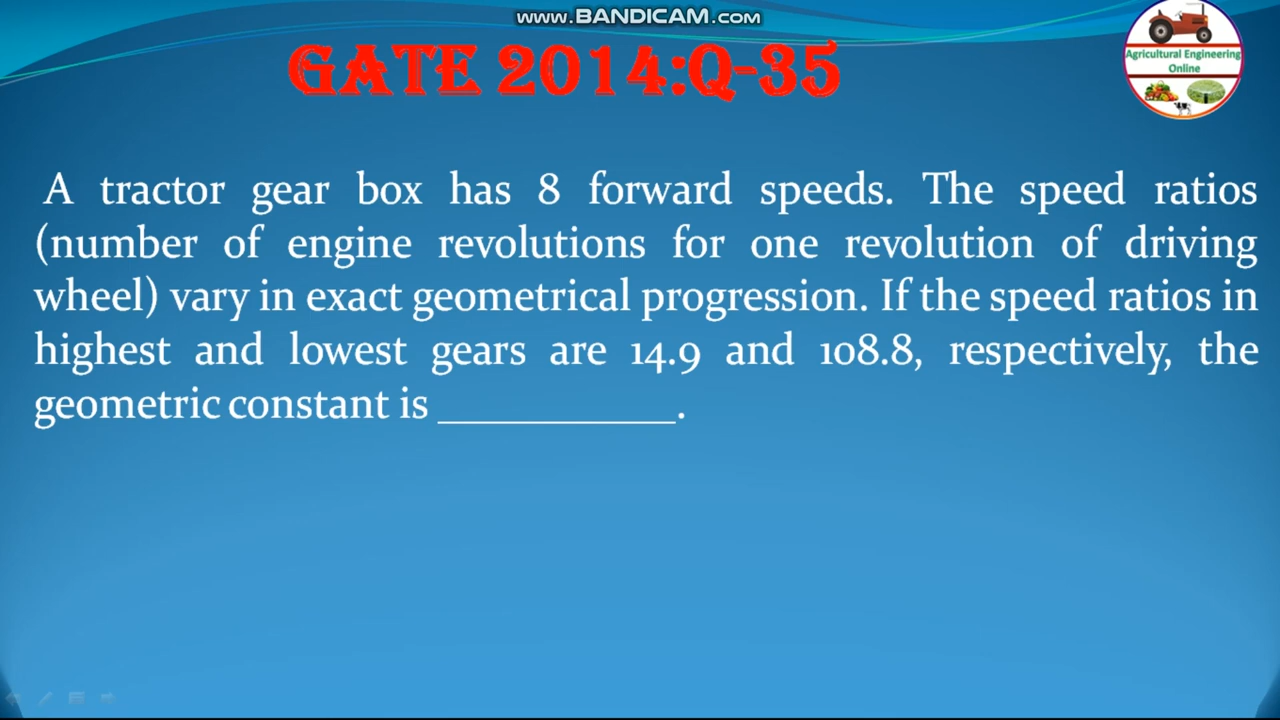 www.BANDICAM.com
GATE 2014:Q-35
Agricultural Engineering
Online
A tractor gear box has 8 forward speeds. The speed ratios
(number of engine revolutions for one revolution of driving
wheel) vary in exact geometrical progression. If the speed ratios in
highest and lowest gears are 14.9 and 108.8, respectively, the
geometric constant is ____________.